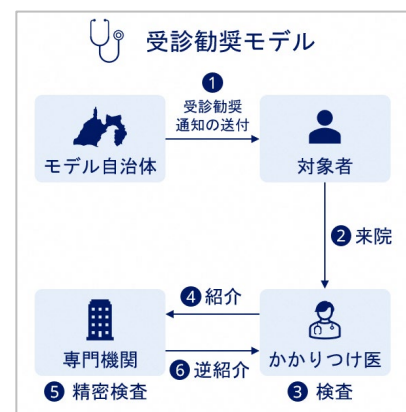 受診勧奨モデル
❶
受診勧奨
通知の送付
モデル自治体
対象者
❷ 来院
❹ 紹介
専門機関
❻ 逆紹介
かかりつけ医
❺ 精密検査
❸ 検査